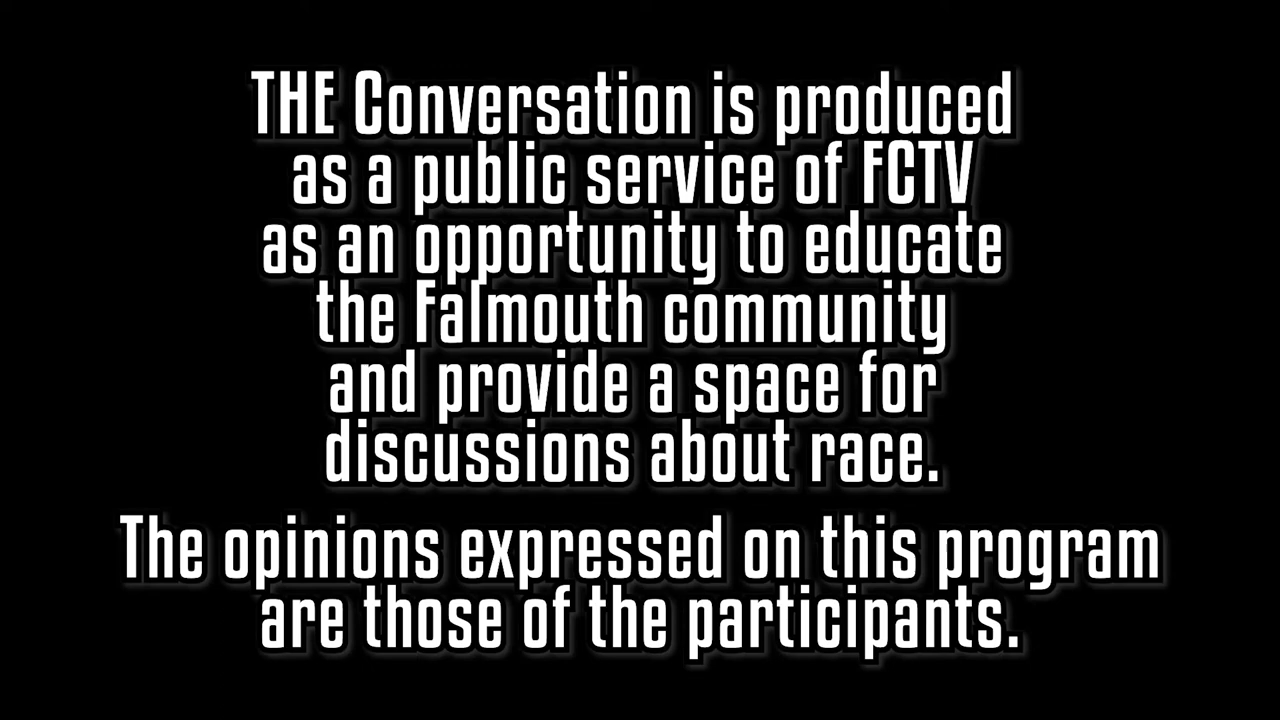 THE Conversation is produced
as a public service of FCTV
as an opportunity to educate
the Falmouth community
and provide a space for
discussions about race.
The opinions expressed on this program
are those of the participants.